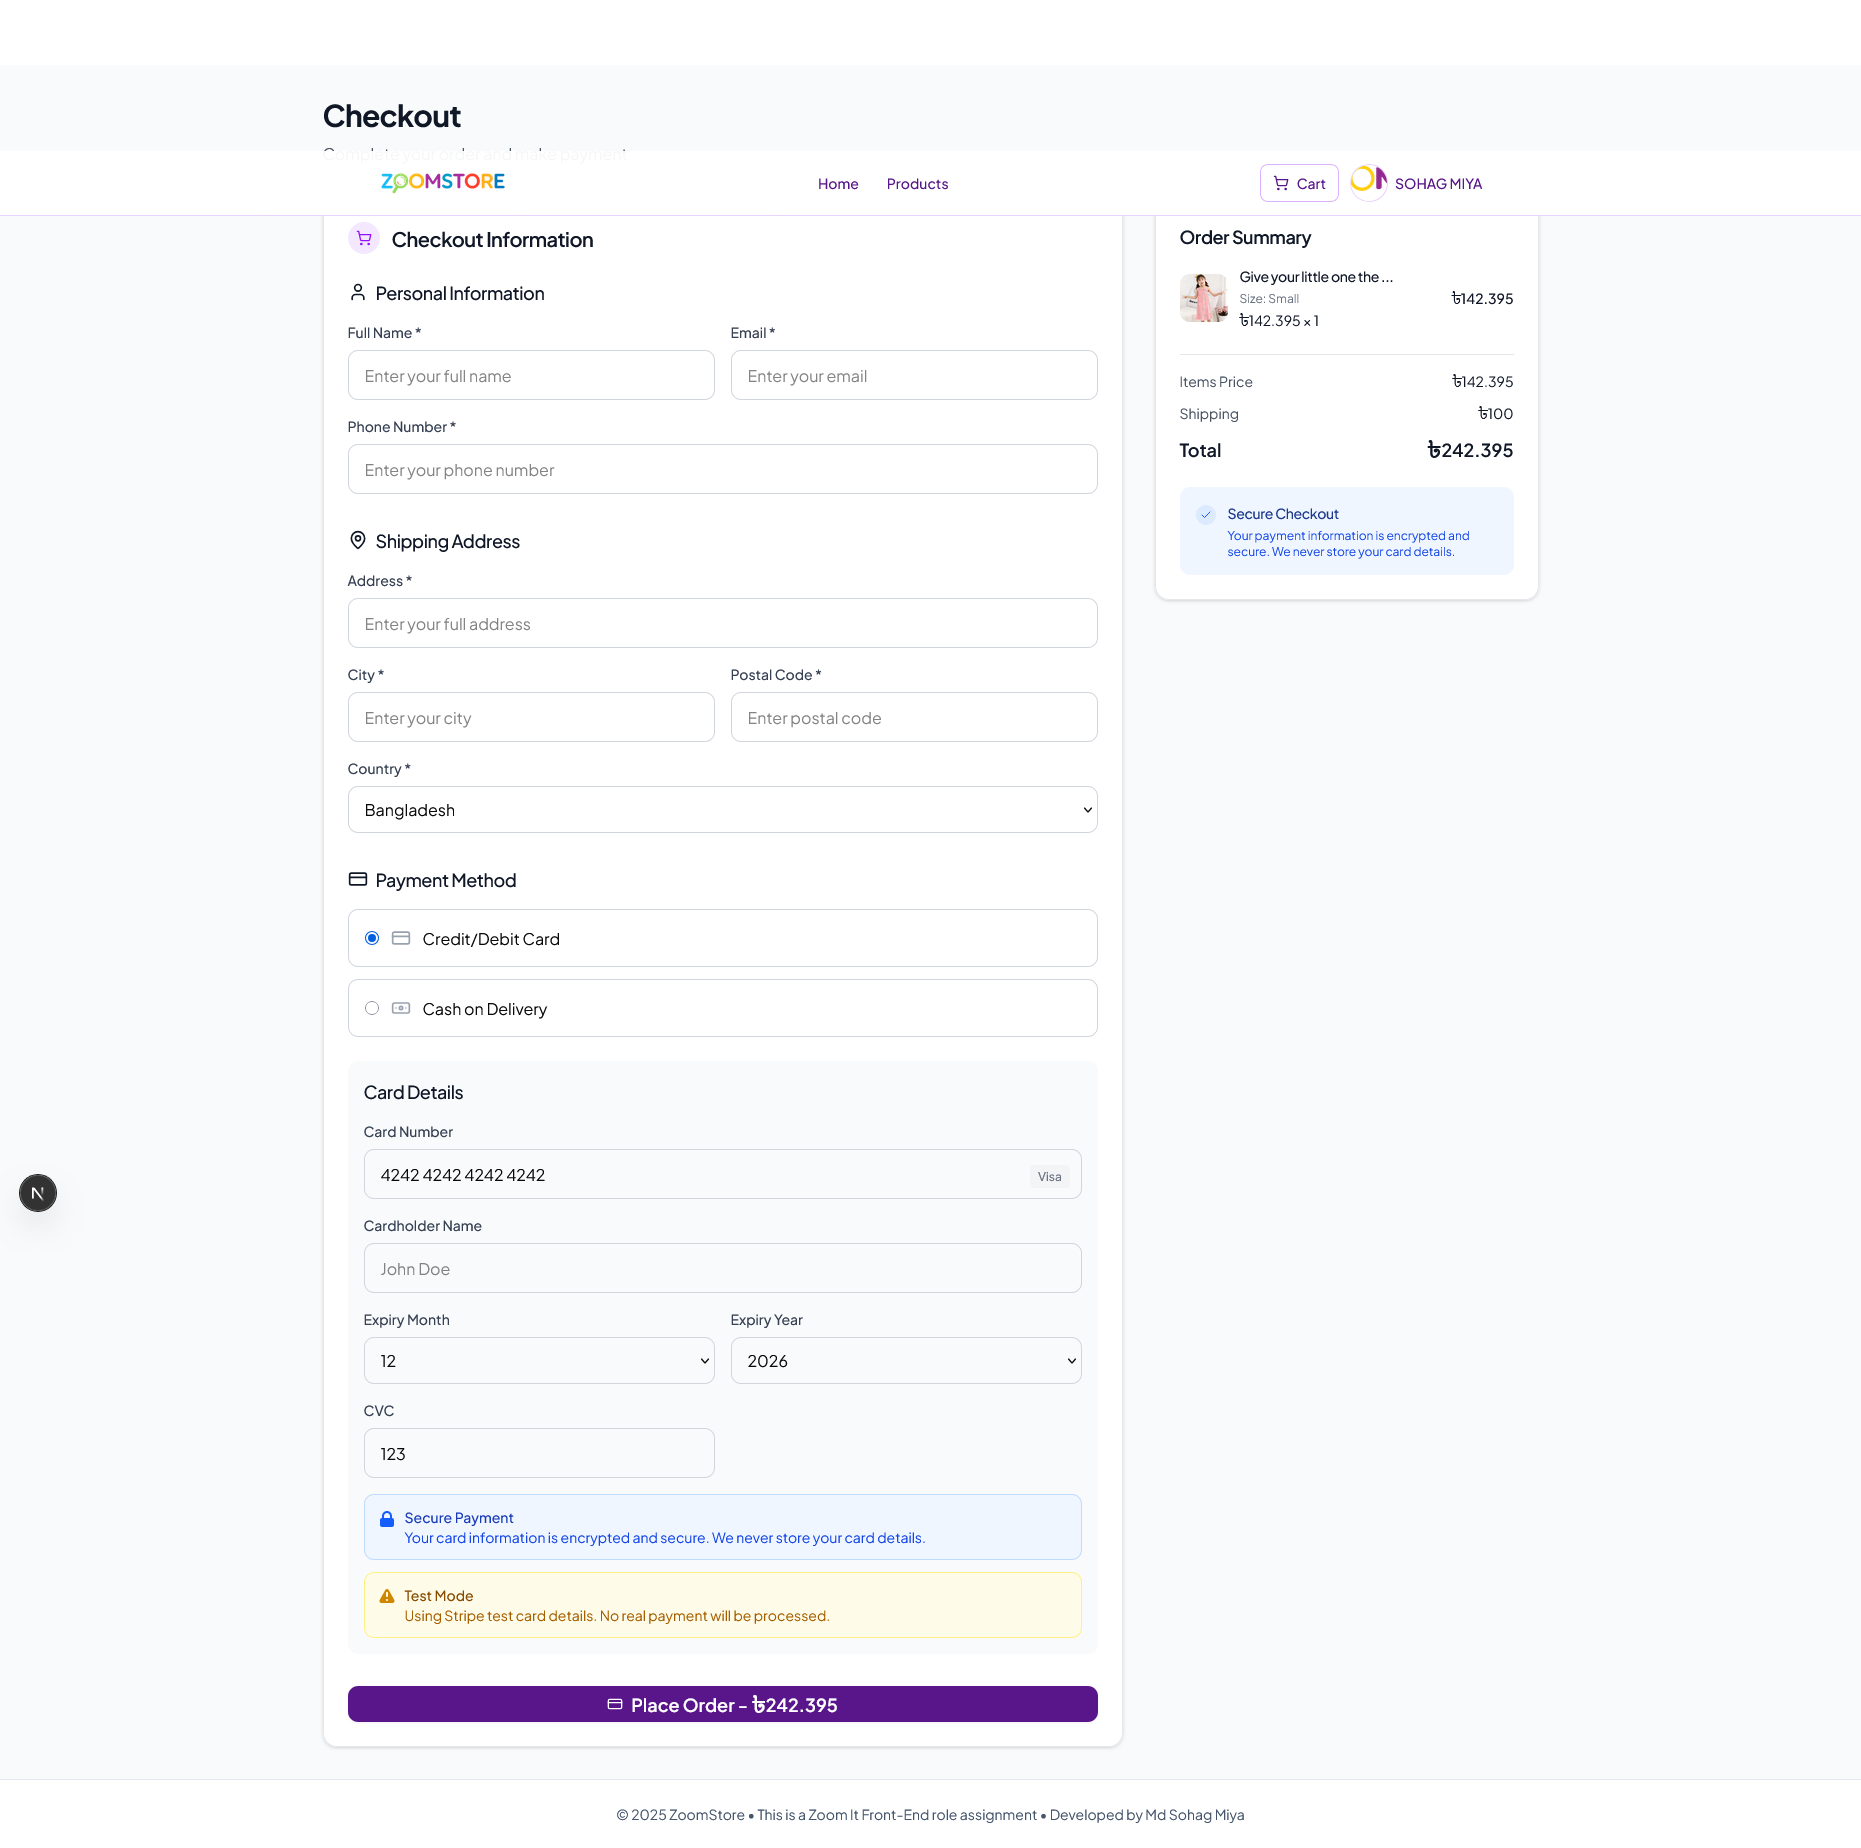 Checkout
Complete your order and make payment
ZOOMSTORE
Home
Products
Cart
SOHAG MIYA
Checkout Information
Personal Information
Full Name *
Email *
Enter your full name
Enter your email
Phone Number *
Enter your phone number
Shipping Address
Address *
Enter your full address
City *
Postal Code *
Enter your city
Enter postal code
Country *
Bangladesh
Payment Method
Credit/Debit Card
Cash on Delivery
Card Details
Card Number
4242 4242 4242 4242
Visa
Cardholder Name
John Doe
Expiry Month
Expiry Year
12
2026
CVC
123
Secure Payment
Your card information is encrypted and secure. We never store your card details.
Test Mode
Using Stripe test card details. No real payment will be processed.
Place Order - ৳242.395
Order Summary
Give your little one the ...
Size: Small
৳142.395 × 1
৳142.395
Items Price
৳142.395
Shipping
৳100
Total
৳242.395
Secure Checkout
Your payment information is encrypted and
secure. We never store your card details.
N
© 2025 ZoomStore • This is a Zoom It Front-End role assignment • Developed by Md Sohag Miya